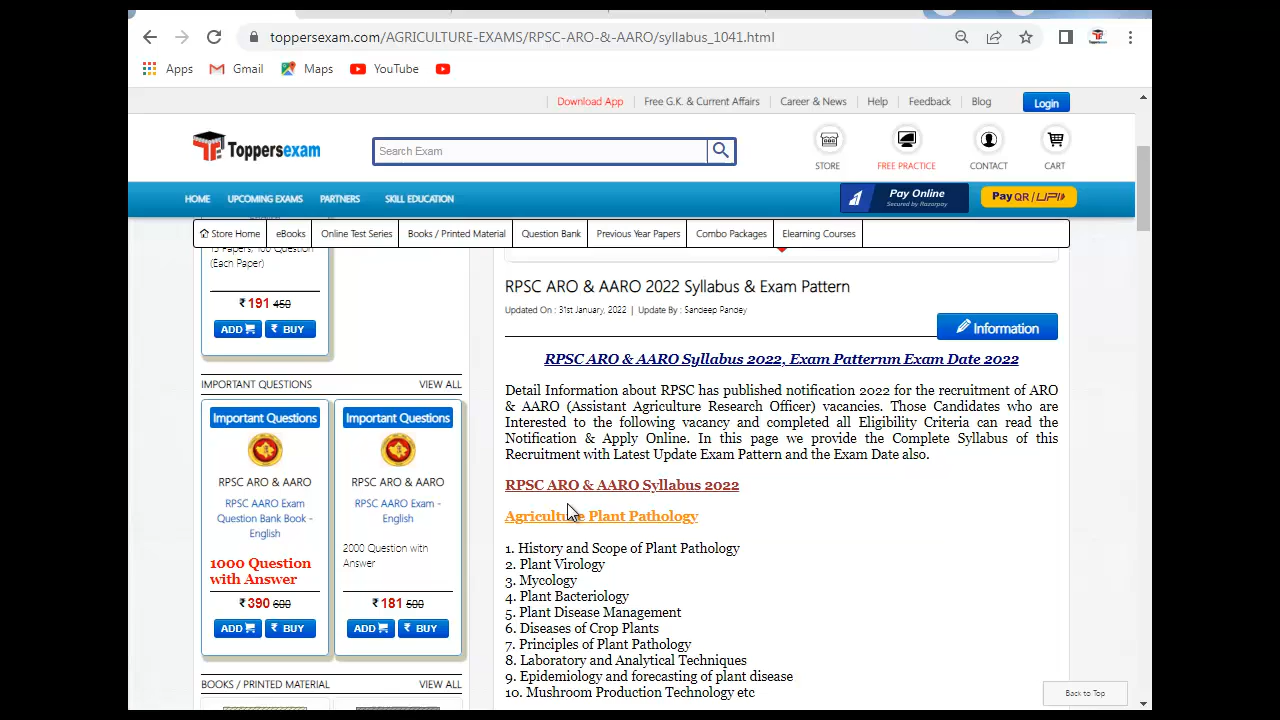 toppersexam.com/AGRICULTURE-EXAMS/RPSC-ARO-&-AARO/syllabus_1041.html
Apps Gmail Maps YouTube
Download App | Free G.K. & Current Affairs | Career & News | Help | Feedback | Blog Login
Toppersexam
Search Exam
STORE FREE PRACTICE CONTACT CART
HOME UPCOMING EXAMS PARTNERS SKILL EDUCATION
Pay Online
Secured by Razorpay
Pay QR / UPI
Store Home eBooks Online Test Series Books / Printed Material Question Bank Previous Year Papers Combo Packages Elearning Courses
15 Papers, 100 Question
(Each Paper)
₹ 191 450
ADD ₹ BUY
IMPORTANT QUESTIONS VIEW ALL
Important Questions
RPSC ARO & AARO
RPSC AARO Exam
Question Bank Book -
English
1000 Question
with Answer
₹ 390 600
ADD ₹ BUY
Important Questions
RPSC ARO & AARO
RPSC AARO Exam -
English
2000 Question with
Answer
₹ 181 500
ADD ₹ BUY
BOOKS / PRINTED MATERIAL VIEW ALL
RPSC ARO & AARO 2022 Syllabus & Exam Pattern
Updated On : 31st January, 2022 | Update By : Sandeep Pandey
Information
RPSC ARO & AARO Syllabus 2022, Exam Patternm Exam Date 2022
Detail Information about RPSC has published notification 2022 for the recruitment of ARO
& AARO (Assistant Agriculture Research Officer) vacancies. Those Candidates who are
Interested to the following vacancy and completed all Eligibility Criteria can read the
Notification & Apply Online. In this page we provide the Complete Syllabus of this
Recruitment with Latest Update Exam Pattern and the Exam Date also.
RPSC ARO & AARO Syllabus 2022
Agriculture Plant Pathology
1. History and Scope of Plant Pathology
2. Plant Virology
3. Mycology
4. Plant Bacteriology
5. Plant Disease Management
6. Diseases of Crop Plants
7. Principles of Plant Pathology
8. Laboratory and Analytical Techniques
9. Epidemiology and forecasting of plant disease
10. Mushroom Production Technology etc
Back to Top